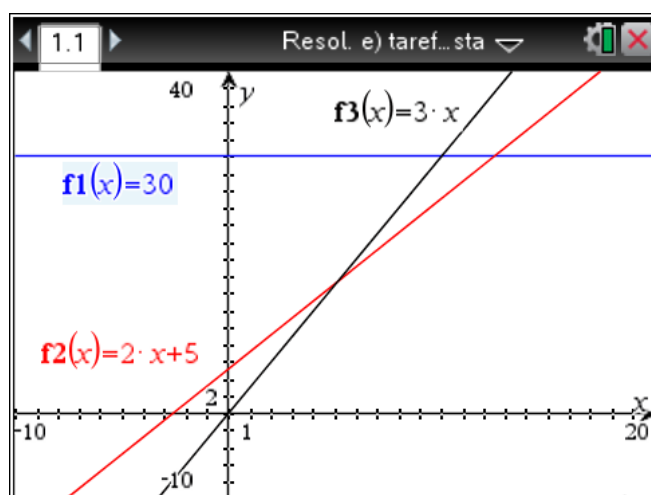 1.1 Resol. e) taref...sta
40 y
f3(x)=3· x
f1(x)=30
f2(x)=2· x+5
2
x
-10 1 20
-10